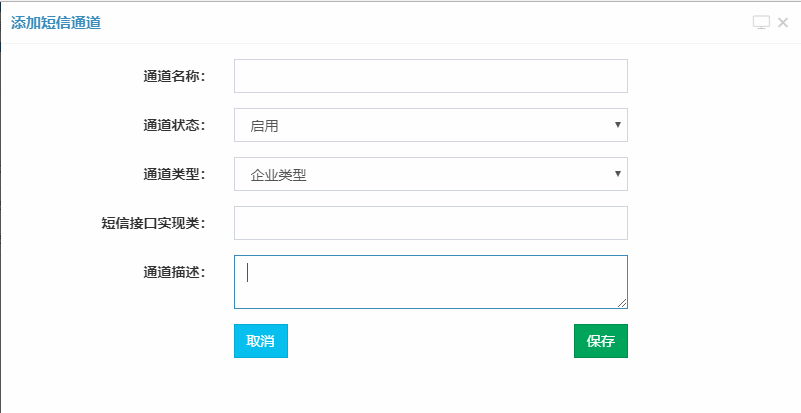 添加短信通道
通道名称：
通道状态： 启用
通道类型： 企业类型
短信接口实现类：
通道描述：
取消 保存